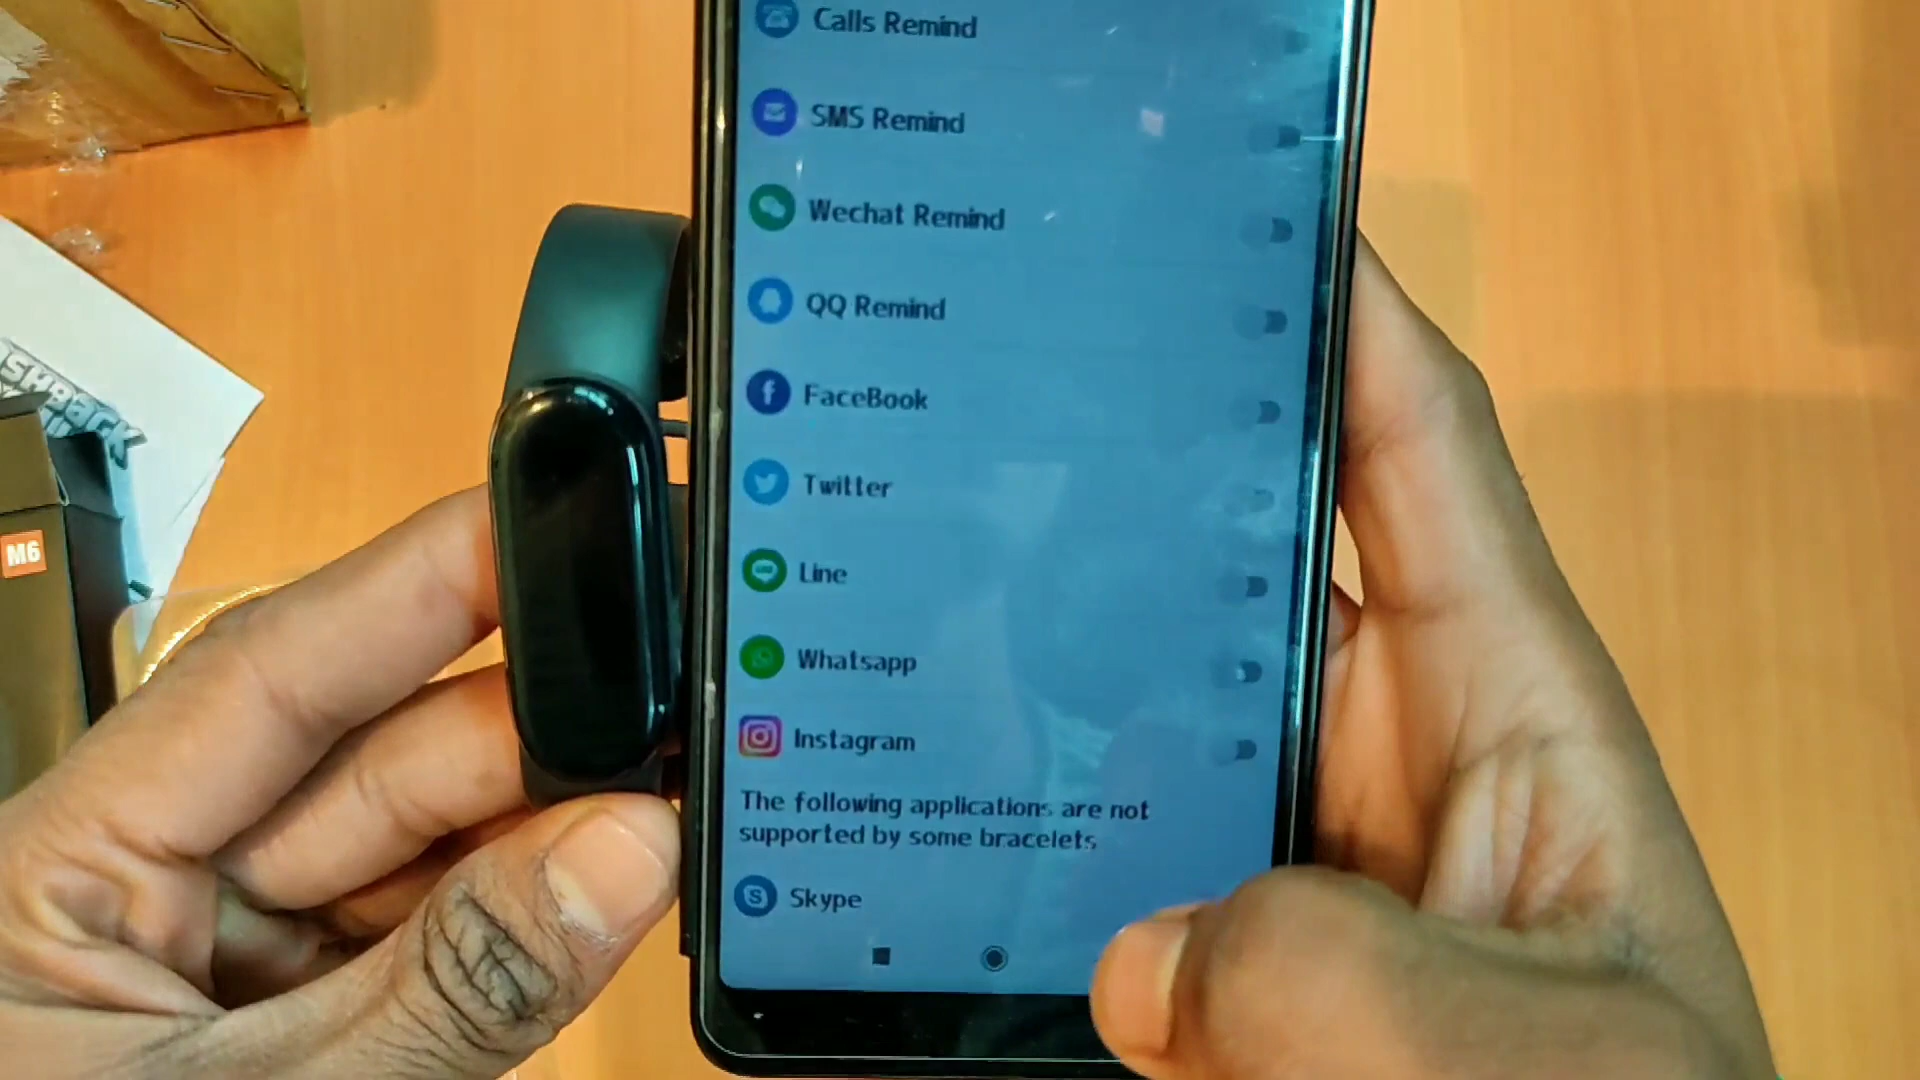 Calls Remind
SMS Remind
Wechat Remind
QQ Remind
FaceBook
Twitter
Line
Whatsapp
Instagram
The following applications are not
supported by some bracelets
Skype
M6